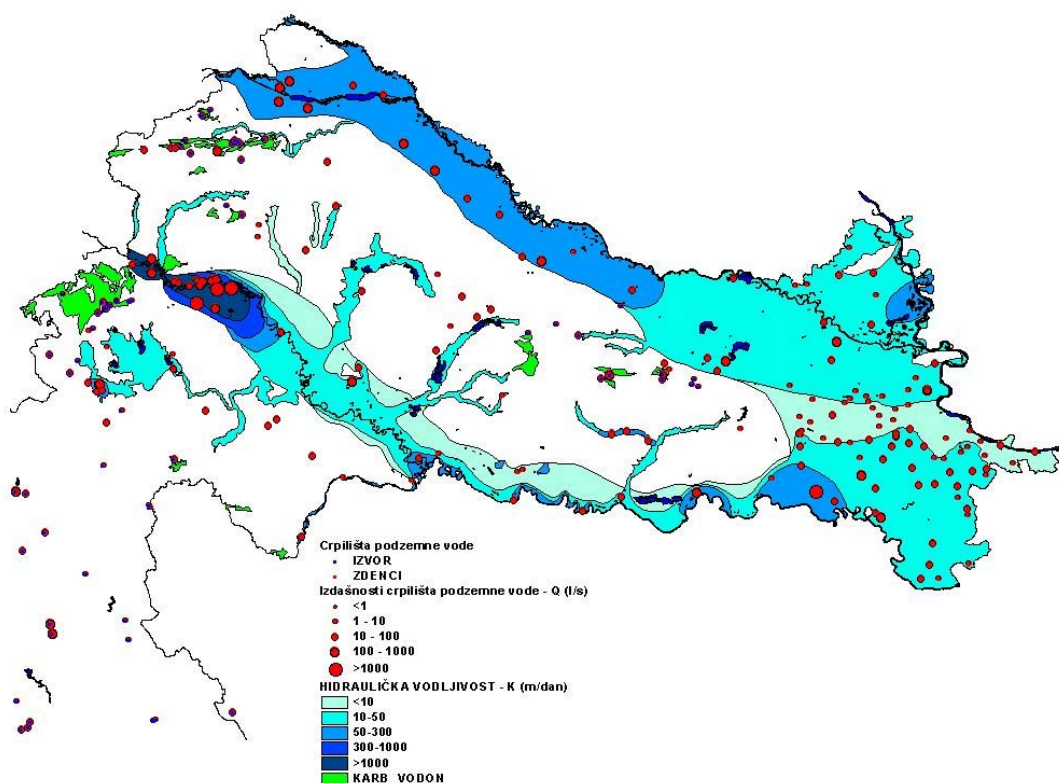 Crpilišta podzemne vode
IZVOR
ZDENCI
Izdašnosti crpilišta podzemne vode - Q (l/s)
<1
1 - 10
10 - 100
100 - 1000
>1000
HIDRAULIČKA VODLJIVOST - K (m/dan)
<10
10-50
50-300
300-1000
>1000
KARB VODON